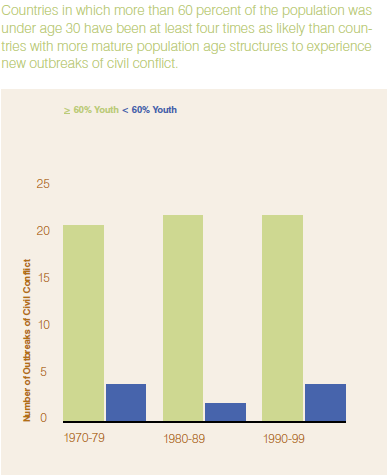 Countries in which more than 60 percent of the population was
under age 30 have been at least four times as likely than coun-
tries with more mature population age structures to experience
new outbreaks of civil conflict.
≥ 60% Youth < 60% Youth
Number of Outbreaks of Civil Conflict
25
20
15
10
5
0
1970-79 1980-89 1990-99